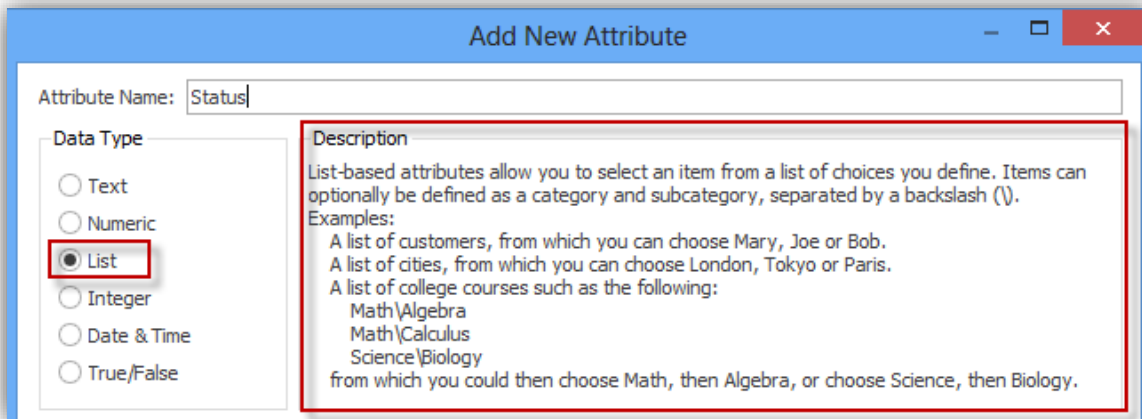 Add New Attribute
Attribute Name: Status
Data Type
Text
Numeric
List
Integer
Date & Time
True/False
Description
List-based attributes allow you to select an item from a list of choices you define. Items can
optionally be defined as a category and subcategory, separated by a backslash (\).
Examples:
A list of customers, from which you can choose Mary, Joe or Bob.
A list of cities, from which you can choose London, Tokyo or Paris.
A list of college courses such as the following:
Math\Algebra
Math\Calculus
Science\Biology
from which you could then choose Math, then Algebra, or choose Science, then Biology.